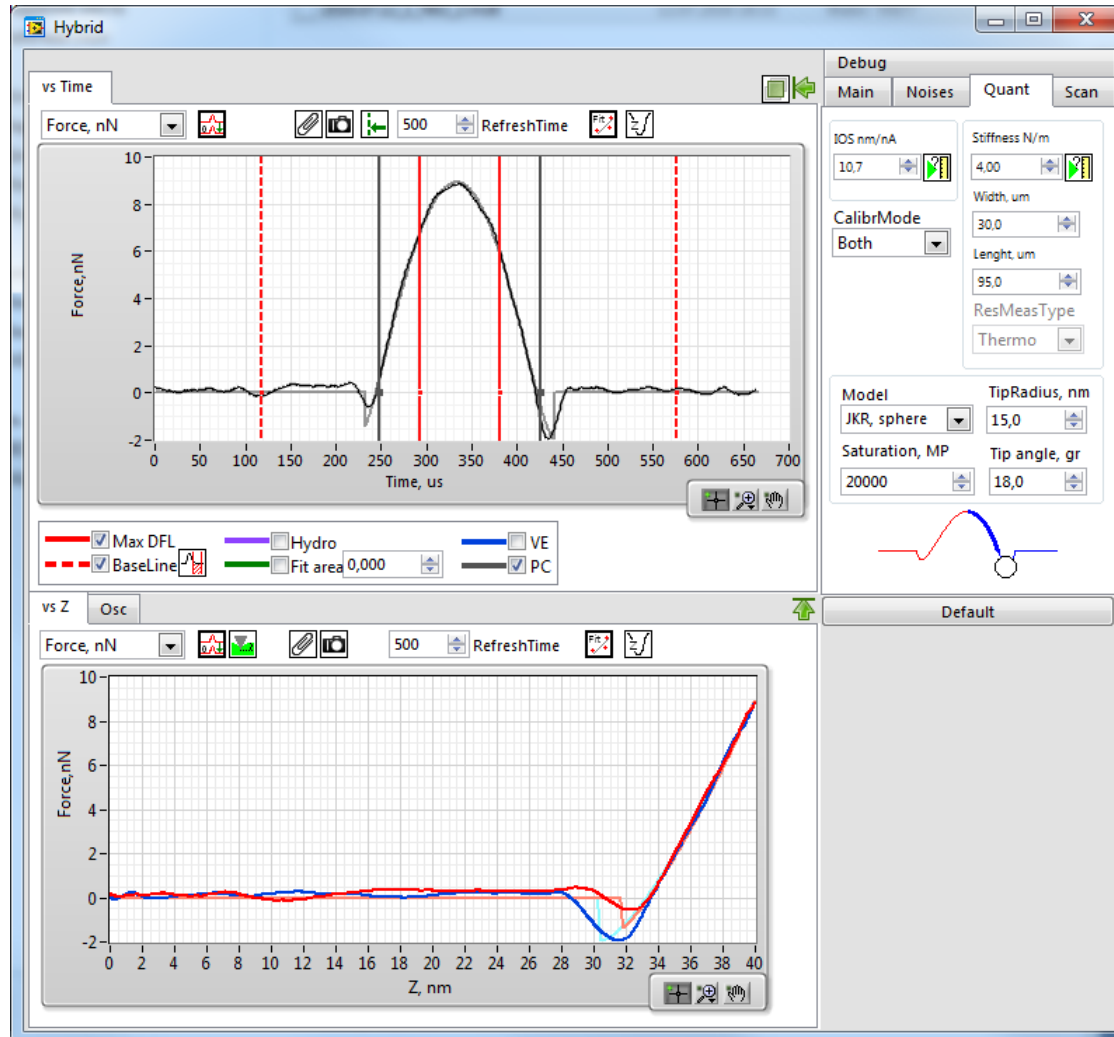 Hybrid
vs Time
Force, nN
500
RefreshTime
Fit
10
8
6
4
2
0
-2
Force,nN
0 50 100 150 200 250 300 350 400 450 500 550 600 650 700
Time, us
Max DFL
Hydro
VE
BaseLine
Fit area 0,000
PC
vs Z
Osc
Force, nN
500
RefreshTime
Fit
10
8
6
4
2
0
-2
Force,nN
0 2 4 6 8 10 12 14 16 18 20 22 24 26 28 30 32 34 36 38 40
Z, nm
Debug
Main
Noises
Quant
Scan
IOS nm/nA
10,7
CalibrMode
Both
Stiffness N/m
4,00
Width, um
30,0
Lenght, um
95,0
ResMeasType
Thermo
Model
JKR, sphere
TipRadius, nm
15,0
Saturation, MP
20000
Tip angle, gr
18,0
Default